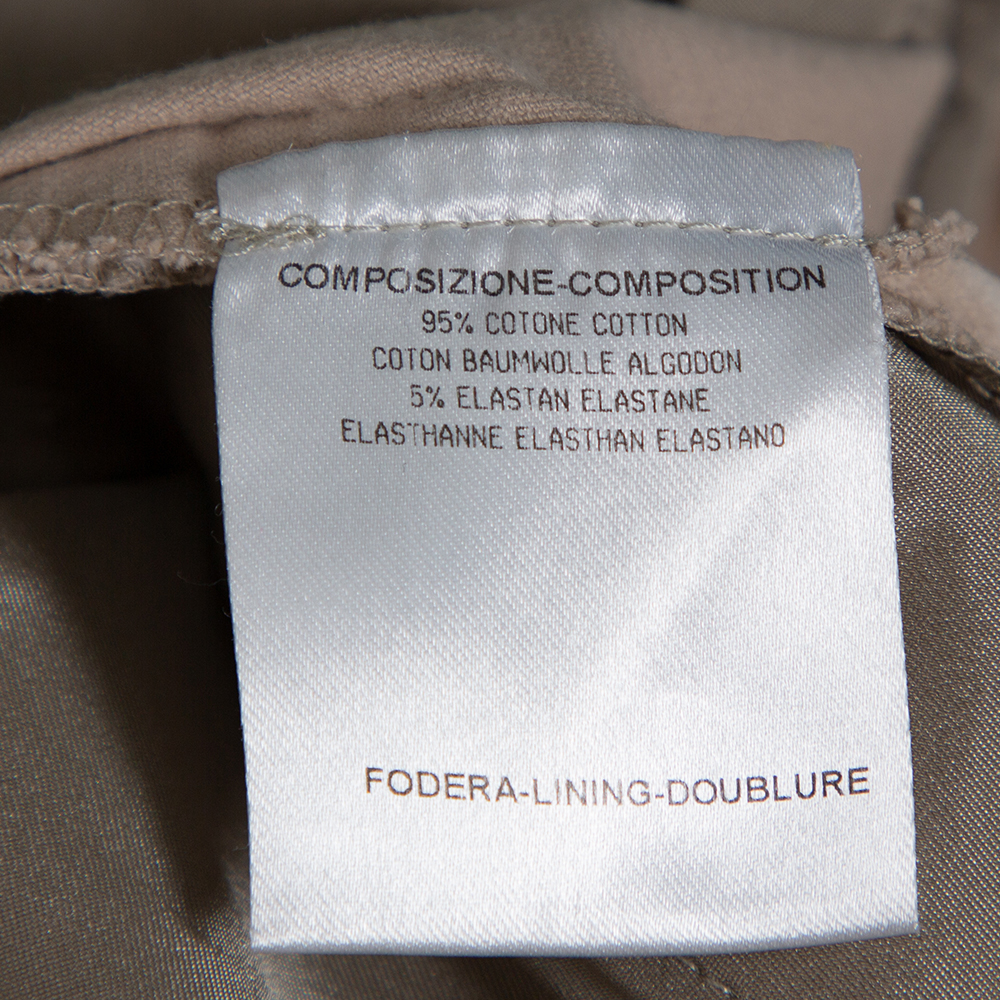 COMPOSIZIONE-COMPOSITION
95% COTONE COTTON
COTON BAUMWOLLE ALGODON
5% ELASTAN ELASTANE
ELASTHANNE ELASTHAN ELASTANO
FODERA-LINING-DOUBLURE